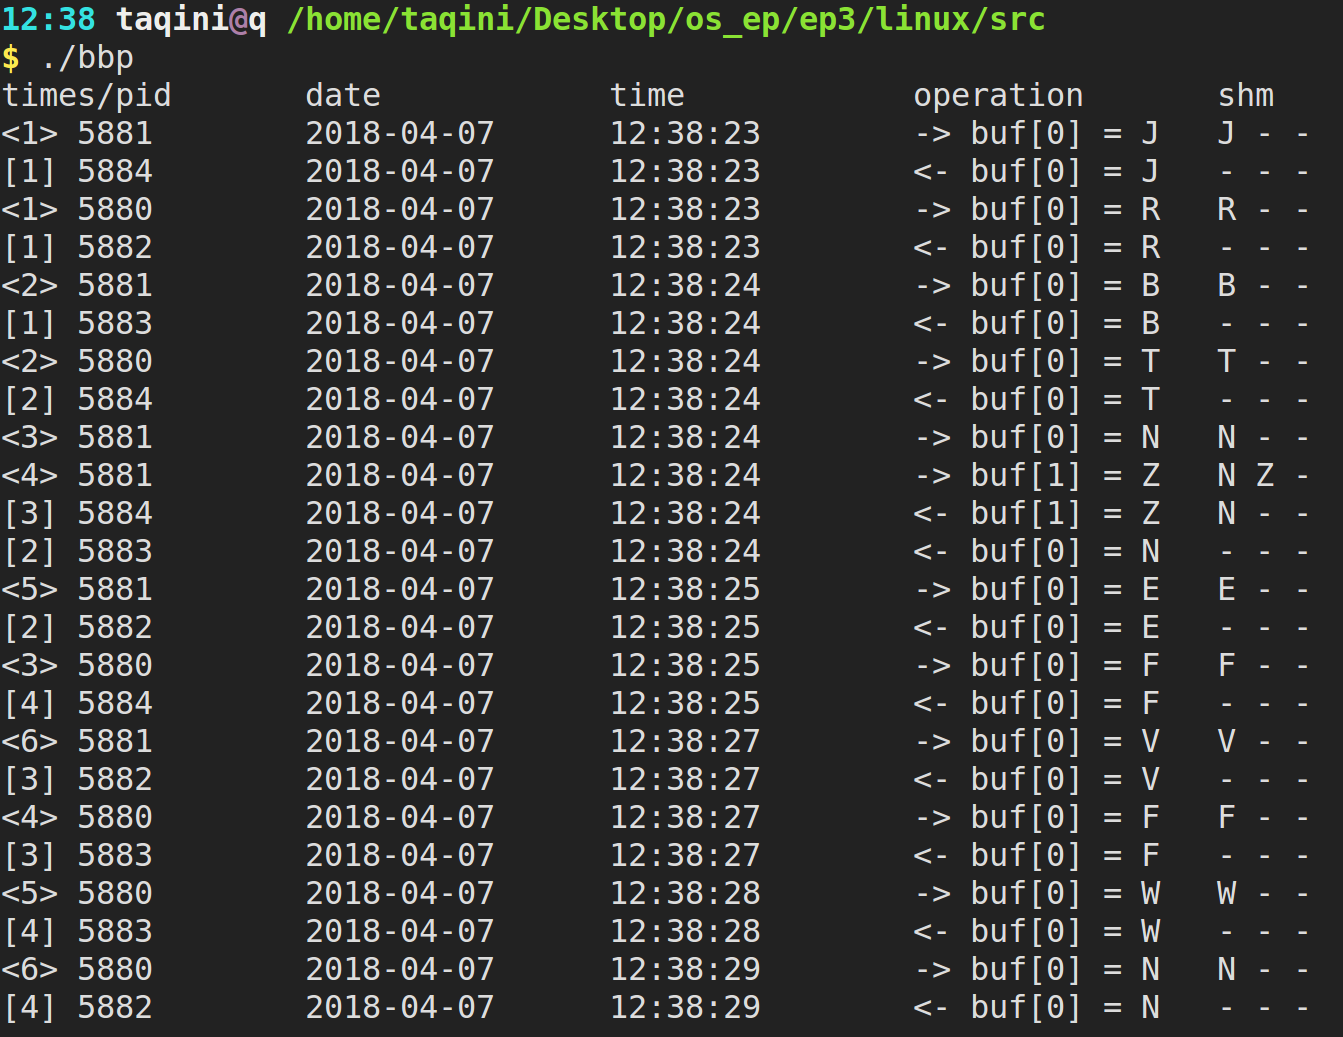 12:38 taqini@q /home/taqini/Desktop/os_ep/ep3/linux/src
$ ./bbp
times/pid       date            time            operation       shm
<1> 5881        2018-04-07      12:38:23        -> buf[0] = J   J - -
[1] 5884        2018-04-07      12:38:23        <- buf[0] = J   - - -
<1> 5880        2018-04-07      12:38:23        -> buf[0] = R   R - -
[1] 5882        2018-04-07      12:38:23        <- buf[0] = R   - - -
<2> 5881        2018-04-07      12:38:24        -> buf[0] = B   B - -
[1] 5883        2018-04-07      12:38:24        <- buf[0] = B   - - -
<2> 5880        2018-04-07      12:38:24        -> buf[0] = T   T - -
[2] 5884        2018-04-07      12:38:24        <- buf[0] = T   - - -
<3> 5881        2018-04-07      12:38:24        -> buf[0] = N   N - -
<4> 5881        2018-04-07      12:38:24        -> buf[1] = Z   N Z -
[3] 5884        2018-04-07      12:38:24        <- buf[1] = Z   N - -
[2] 5883        2018-04-07      12:38:24        <- buf[0] = N   - - -
<5> 5881        2018-04-07      12:38:25        -> buf[0] = E   E - -
[2] 5882        2018-04-07      12:38:25        <- buf[0] = E   - - -
<3> 5880        2018-04-07      12:38:25        -> buf[0] = F   F - -
[4] 5884        2018-04-07      12:38:25        <- buf[0] = F   - - -
<6> 5881        2018-04-07      12:38:27        -> buf[0] = V   V - -
[3] 5882        2018-04-07      12:38:27        <- buf[0] = V   - - -
<4> 5880        2018-04-07      12:38:27        -> buf[0] = F   F - -
[3] 5883        2018-04-07      12:38:27        <- buf[0] = F   - - -
<5> 5880        2018-04-07      12:38:28        -> buf[0] = W   W - -
[4] 5883        2018-04-07      12:38:28        <- buf[0] = W   - - -
<6> 5880        2018-04-07      12:38:29        -> buf[0] = N   N - -
[4] 5882        2018-04-07      12:38:29        <- buf[0] = N   - - -